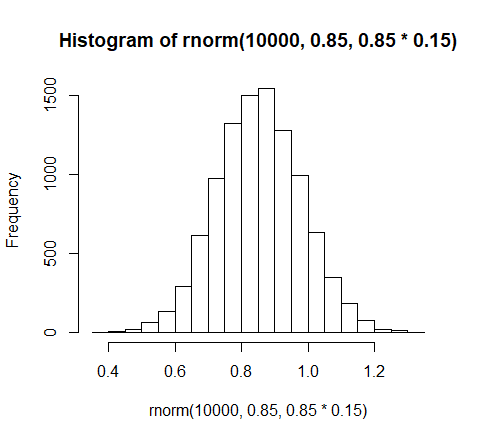 Histogram of rnorm(10000, 0.85, 0.85 * 0.15)
Frequency
1500
1000
500
0
0.4 0.6 0.8 1.0 1.2
rnorm(10000, 0.85, 0.85 * 0.15)